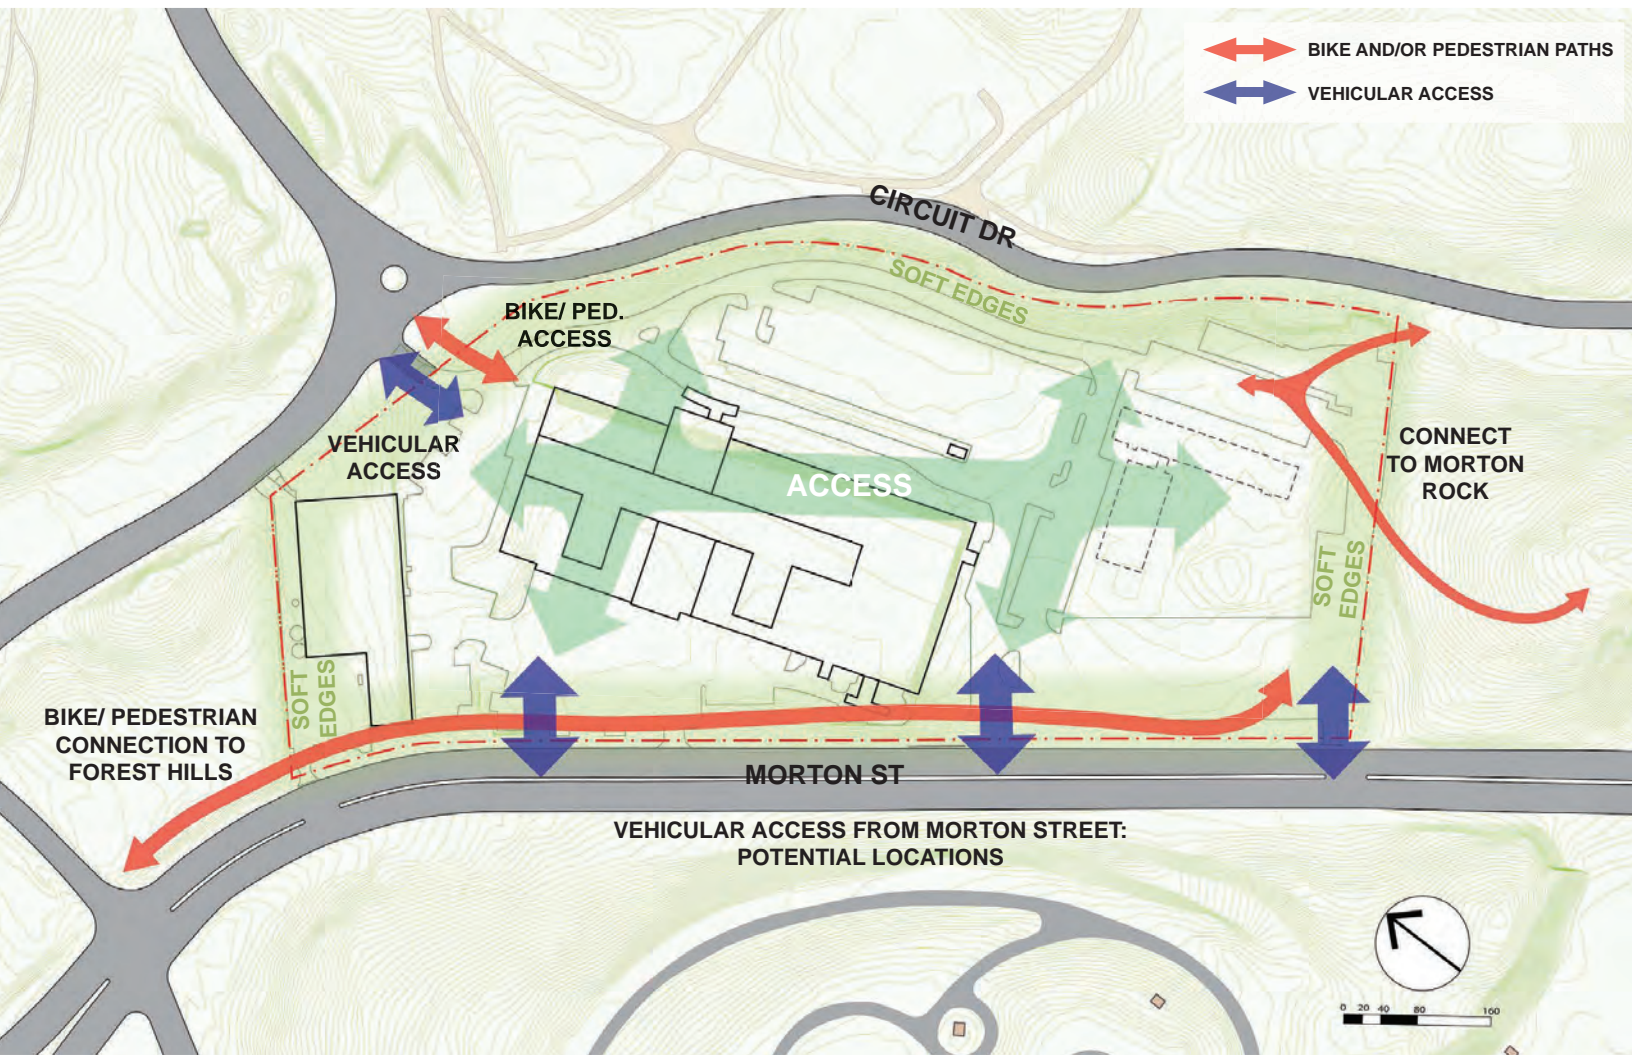 BIKE AND/OR PEDESTRIAN PATHS
VEHICULAR ACCESS
CIRCUIT DR
SOFT EDGES
BIKE/ PED.
ACCESS
VEHICULAR
ACCESS
ACCESS
CONNECT
TO MORTON
ROCK
SOFT
EDGES
SOFT
EDGES
BIKE/ PEDESTRIAN
CONNECTION TO
FOREST HILLS
MORTON ST
VEHICULAR ACCESS FROM MORTON STREET:
POTENTIAL LOCATIONS
0 20 40 80 160